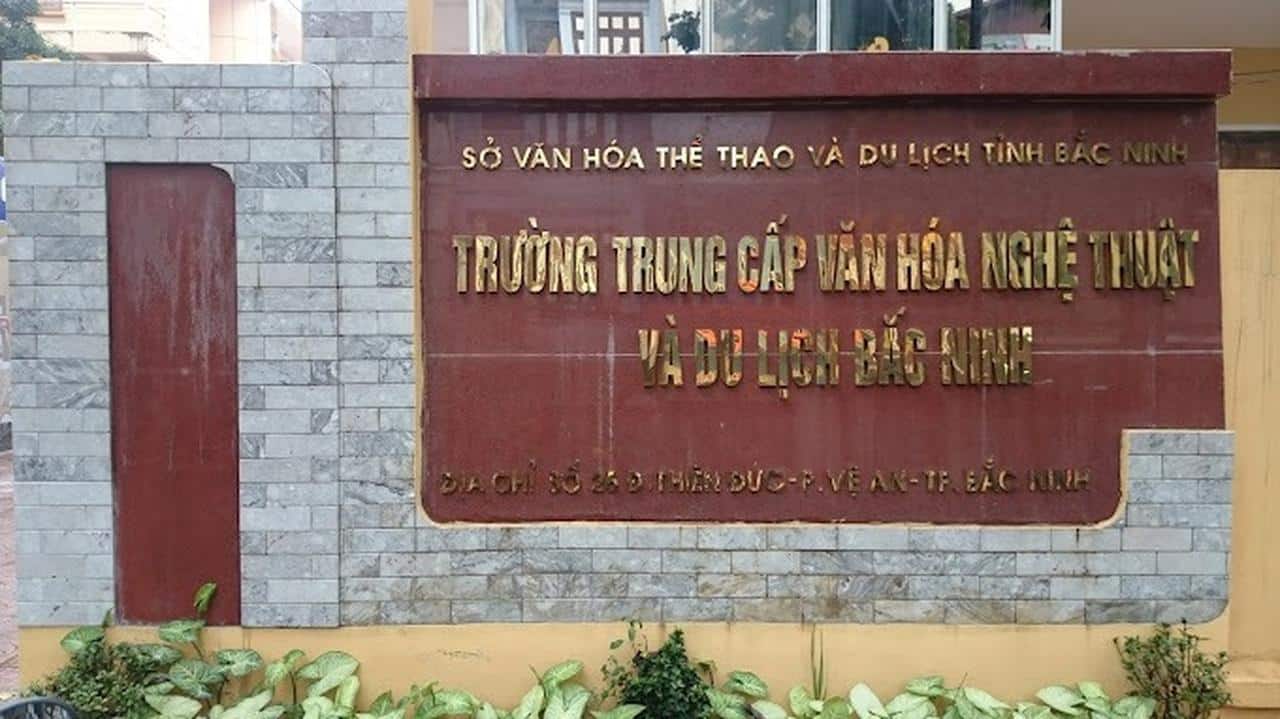 SỞ VĂN HÓA THỂ THAO VÀ DU LỊCH TỈNH BẮC NINH
TRƯỜNG TRUNG CẤP VĂN HÓA NGHỆ THUẬT
VÀ DU LỊCH BẮC NINH
ĐỊA CHỈ SỐ 26 Đ.THIÊN ĐỨC-P.VỆ AN-TP.BẮC NINH